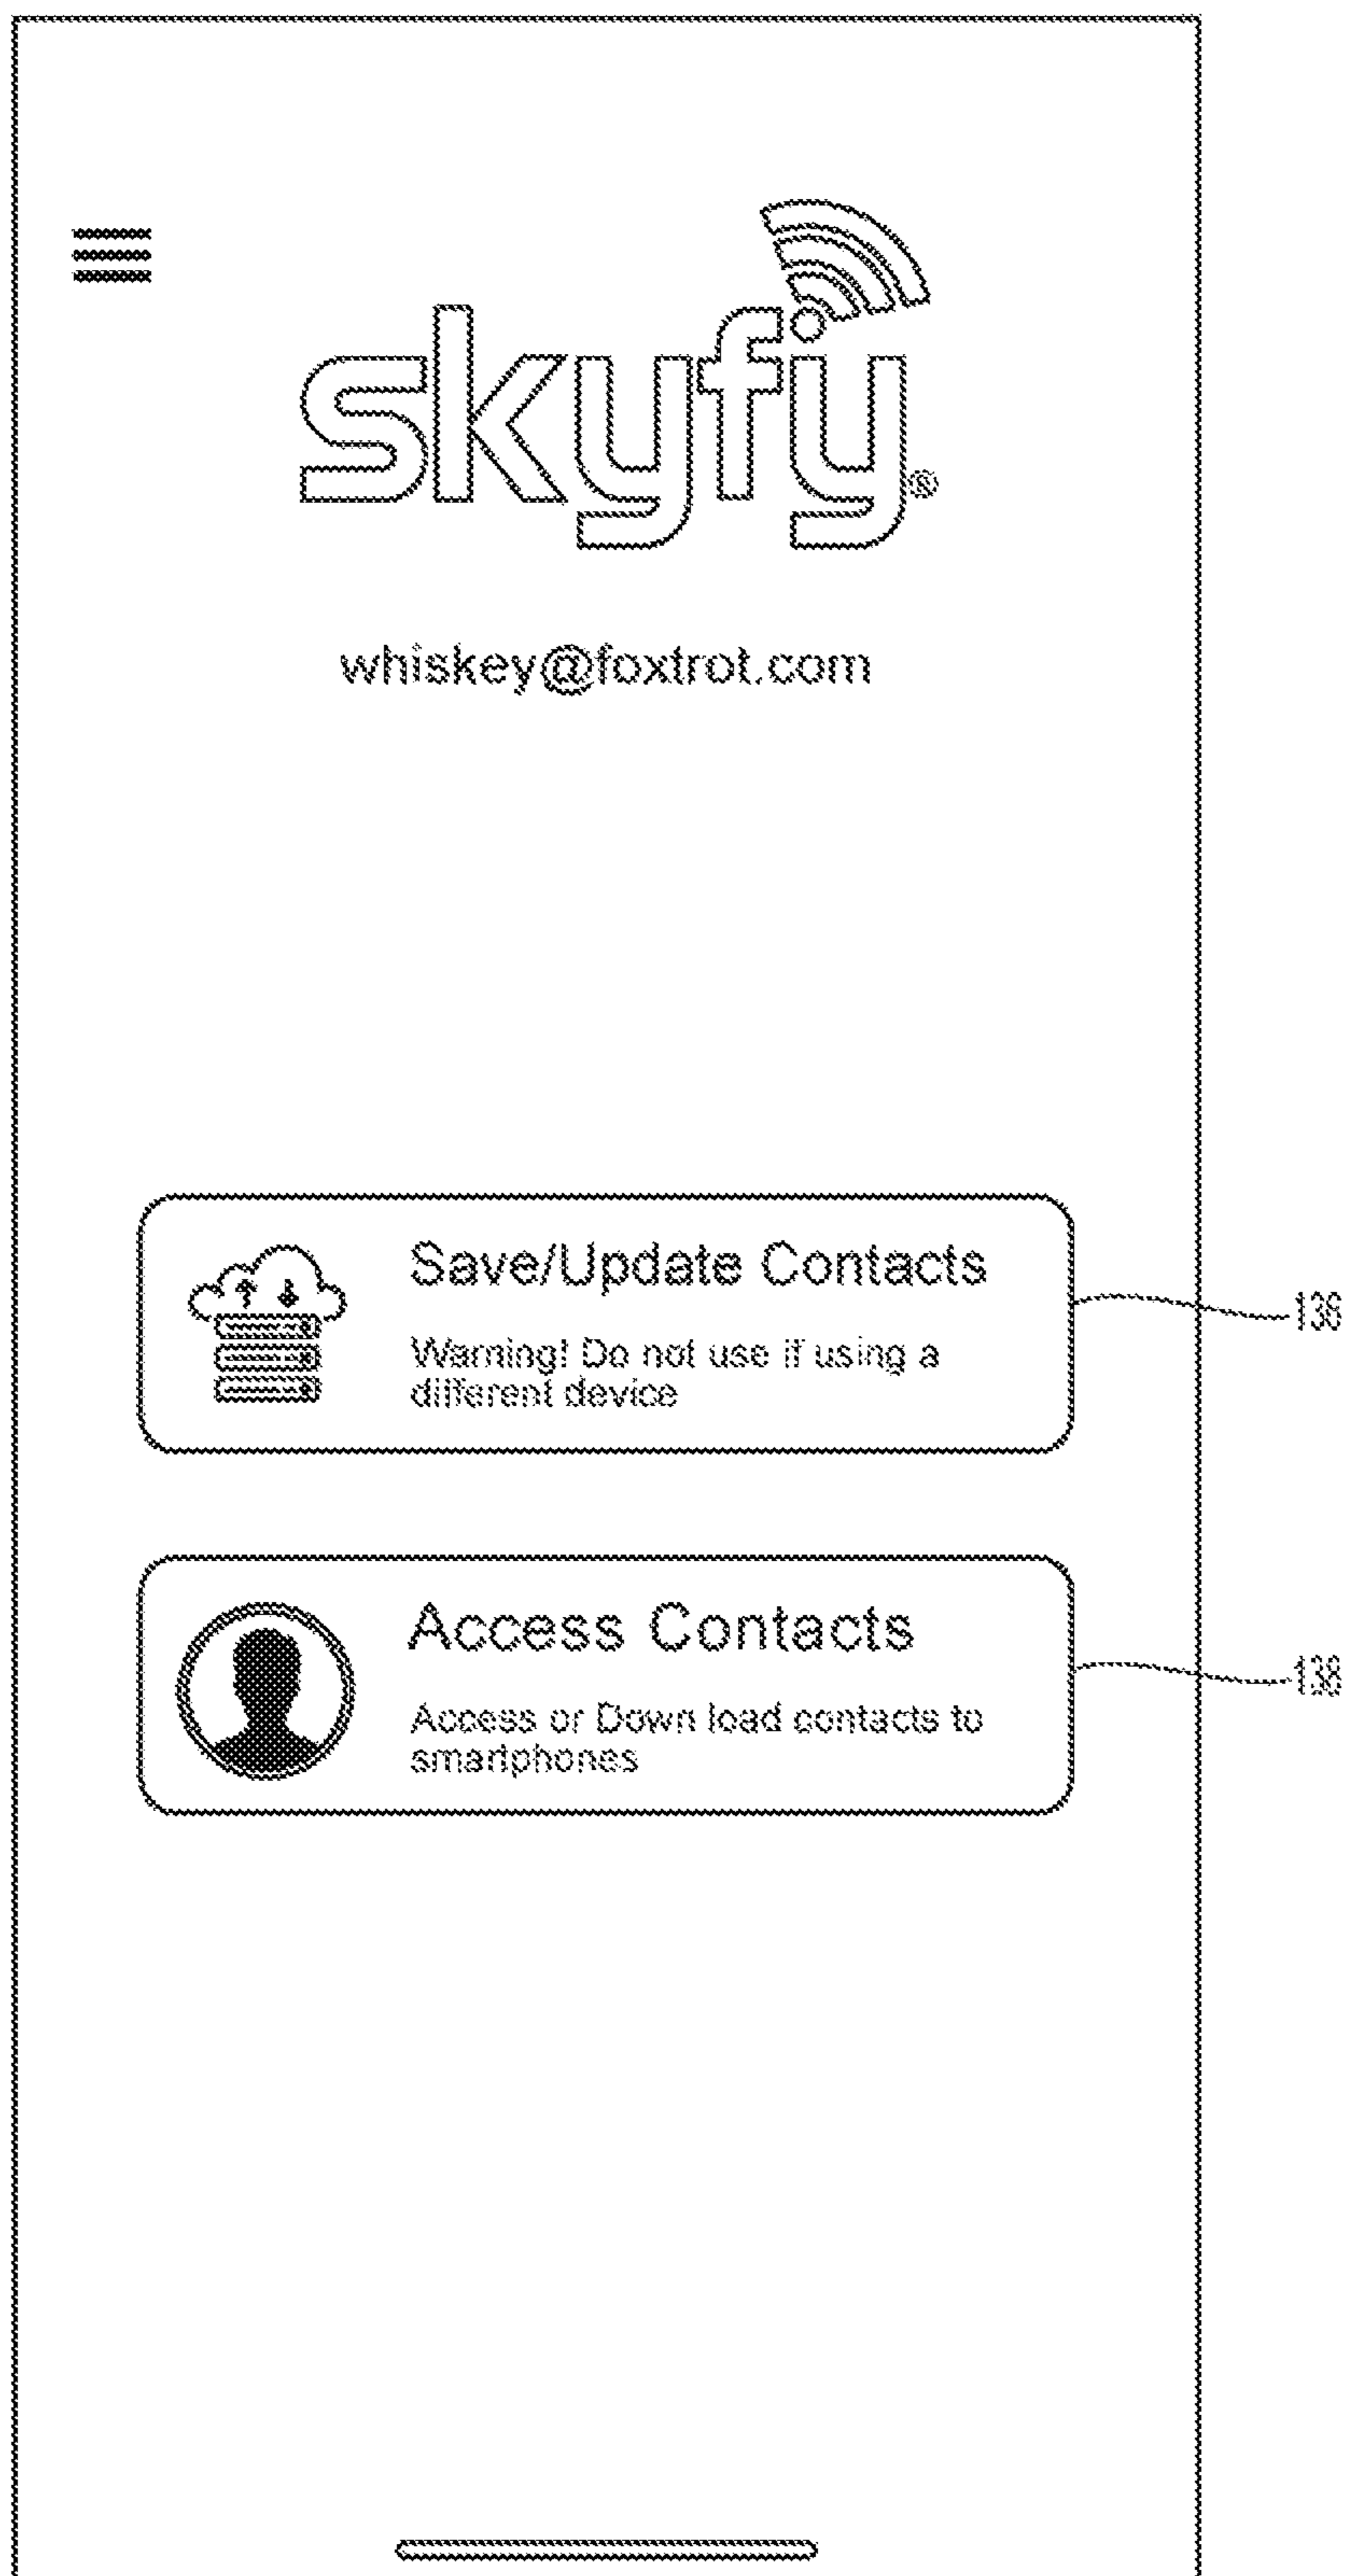 skyfy®
whiskey@foxtrot.com
Save/Update Contacts
Warning! Do not use if using a
different device
136
Access Contacts
Access or Down load contacts to
smartphones
138